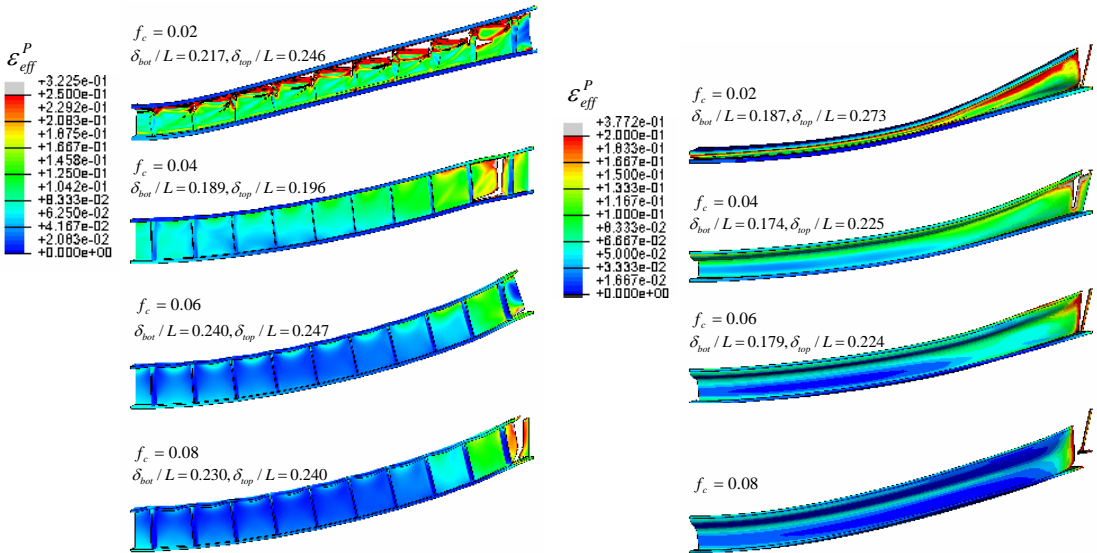 f_c = 0.02
δ_bot / L = 0.217, δ_top / L = 0.246
ε^P_eff
+3.225e-01
+2.500e-01
+2.292e-01
+2.083e-01
+1.875e-01
+1.667e-01
+1.458e-01
+1.250e-01
+1.042e-01
+8.333e-02
+6.250e-02
+4.167e-02
+2.083e-02
+0.000e+00
f_c = 0.04
δ_bot / L = 0.189, δ_top / L = 0.196
f_c = 0.06
δ_bot / L = 0.240, δ_top / L = 0.247
f_c = 0.08
δ_bot / L = 0.230, δ_top / L = 0.240
ε^P_eff
+3.772e-01
+2.000e-01
+1.833e-01
+1.667e-01
+1.500e-01
+1.333e-01
+1.167e-01
+1.000e-01
+8.333e-02
+6.667e-02
+5.000e-02
+3.333e-02
+1.667e-02
+0.000e+00
f_c = 0.02
δ_bot / L = 0.187, δ_top / L = 0.273
f_c = 0.04
δ_bot / L = 0.174, δ_top / L = 0.225
f_c = 0.06
δ_bot / L = 0.179, δ_top / L = 0.224
f_c = 0.08